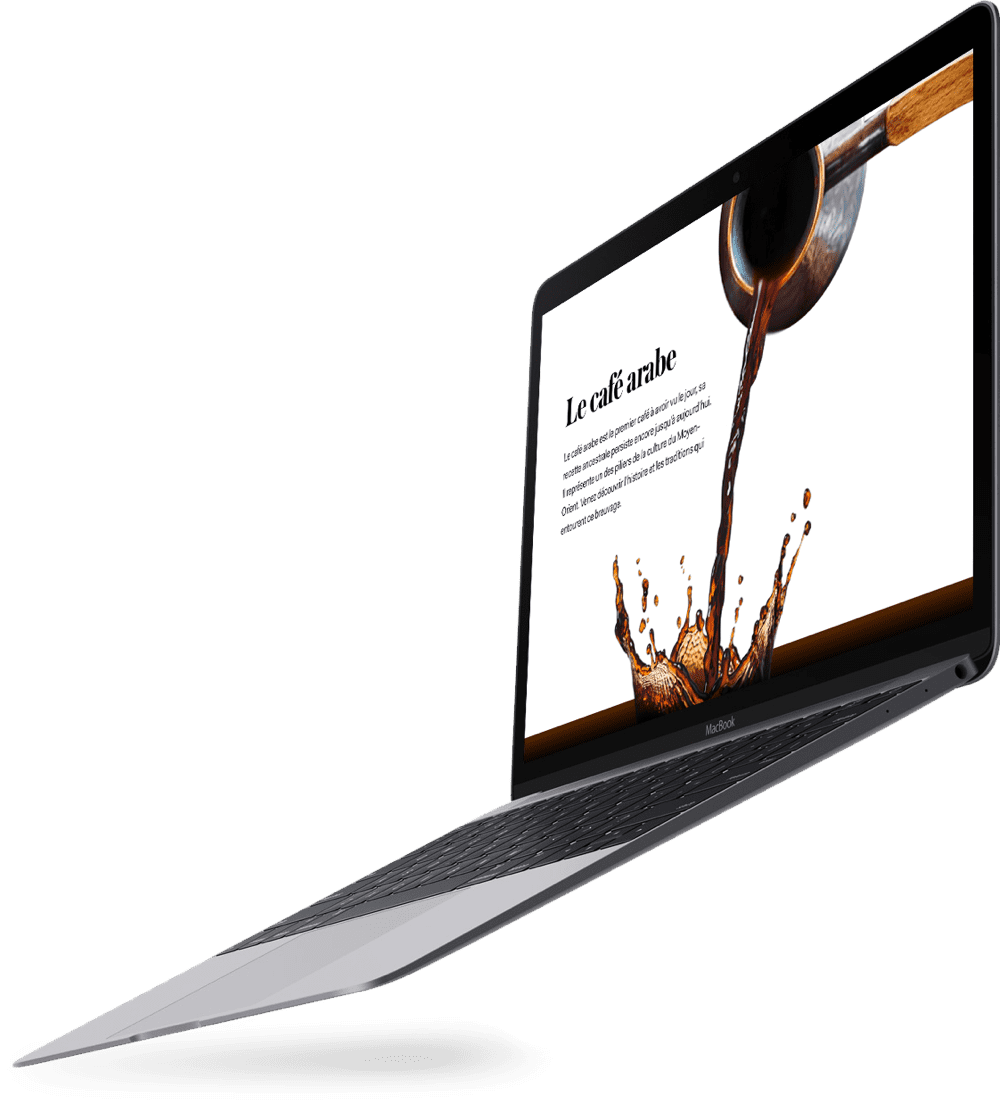 Le café arabe
Le café arabe est le premier café à avoir vu le jour, sa
recette ancestrale persiste encore jusqu'à aujourd'hui.
Il représente un des piliers de la culture du Moyen-
Orient. Venez découvrir l'histoire et les traditions qui
entourent ce breuvage.
MacBook